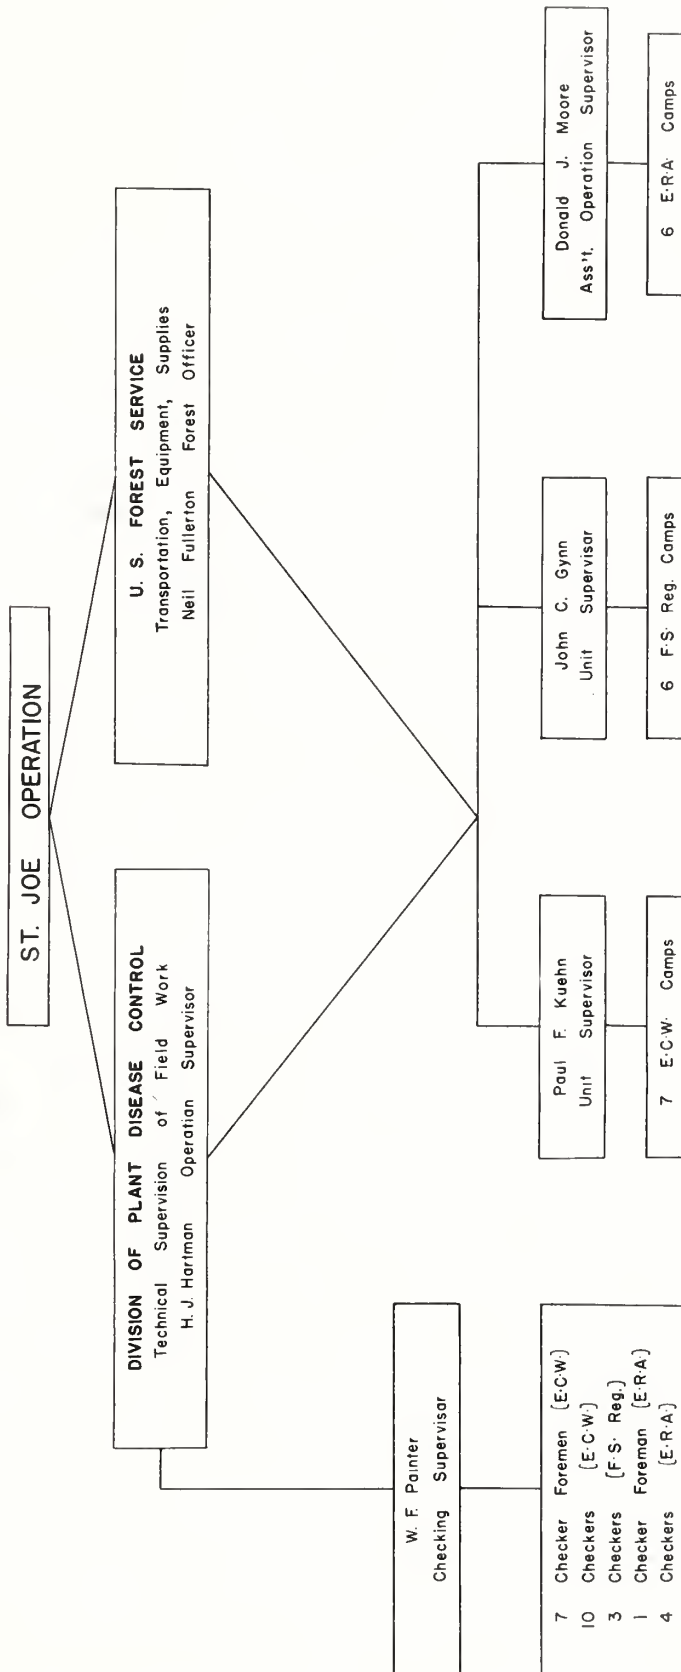 ST. JOE OPERATION
DIVISION OF PLANT DISEASE CONTROL
Technical Supervision of Field Work
H. J. Hartman Operation Supervisor
U. S. FOREST SERVICE
Transportation, Equipment, Supplies
Neil Fullerton Forest Officer
W. F. Painter
Checking Supervisar
7 Checker Foremen [E.C.W.]
10 Checkers [E.C.W.]
3 Checkers [F.S. Reg.]
1 Checker Foreman [E.R.A.]
4 Checkers [E.R.A.]
Paul F. Kuehn
Unit Supervisor
7 E.C.W. Camps
John C. Gynn
Unit Supervisar
6 F.S. Reg. Camps
Donald J. Moore
Ass't. Operation Supervisor
6 E.R.A. Camps